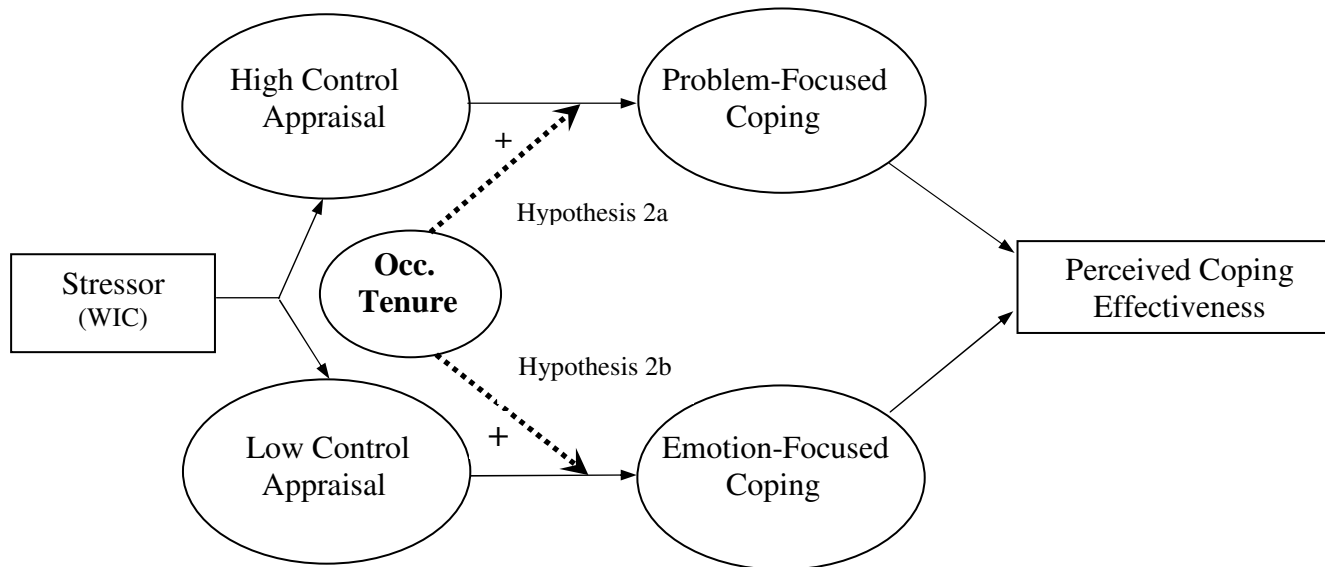 High Control
Appraisal
Problem-Focused
Coping
+
Hypothesis 2a
Stressor
(WIC)
Occ.
Tenure
Perceived Coping
Effectiveness
Hypothesis 2b
+
Low Control
Appraisal
Emotion-Focused
Coping